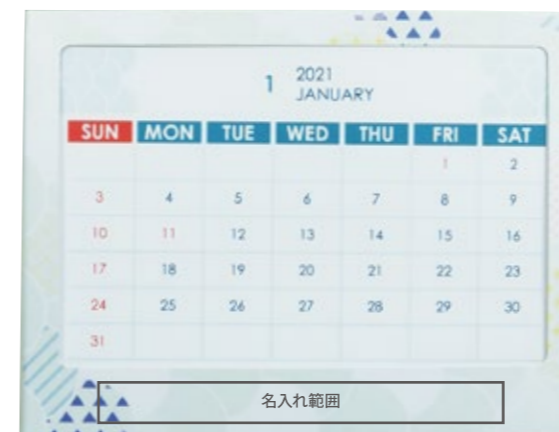 1 2021
JANUARY
SUN MON TUE WED THU FRI SAT
1 2
3 4 5 6 7 8 9
10 11 12 13 14 15 16
17 18 19 20 21 22 23
24 25 26 27 28 29 30
31
名入れ範囲